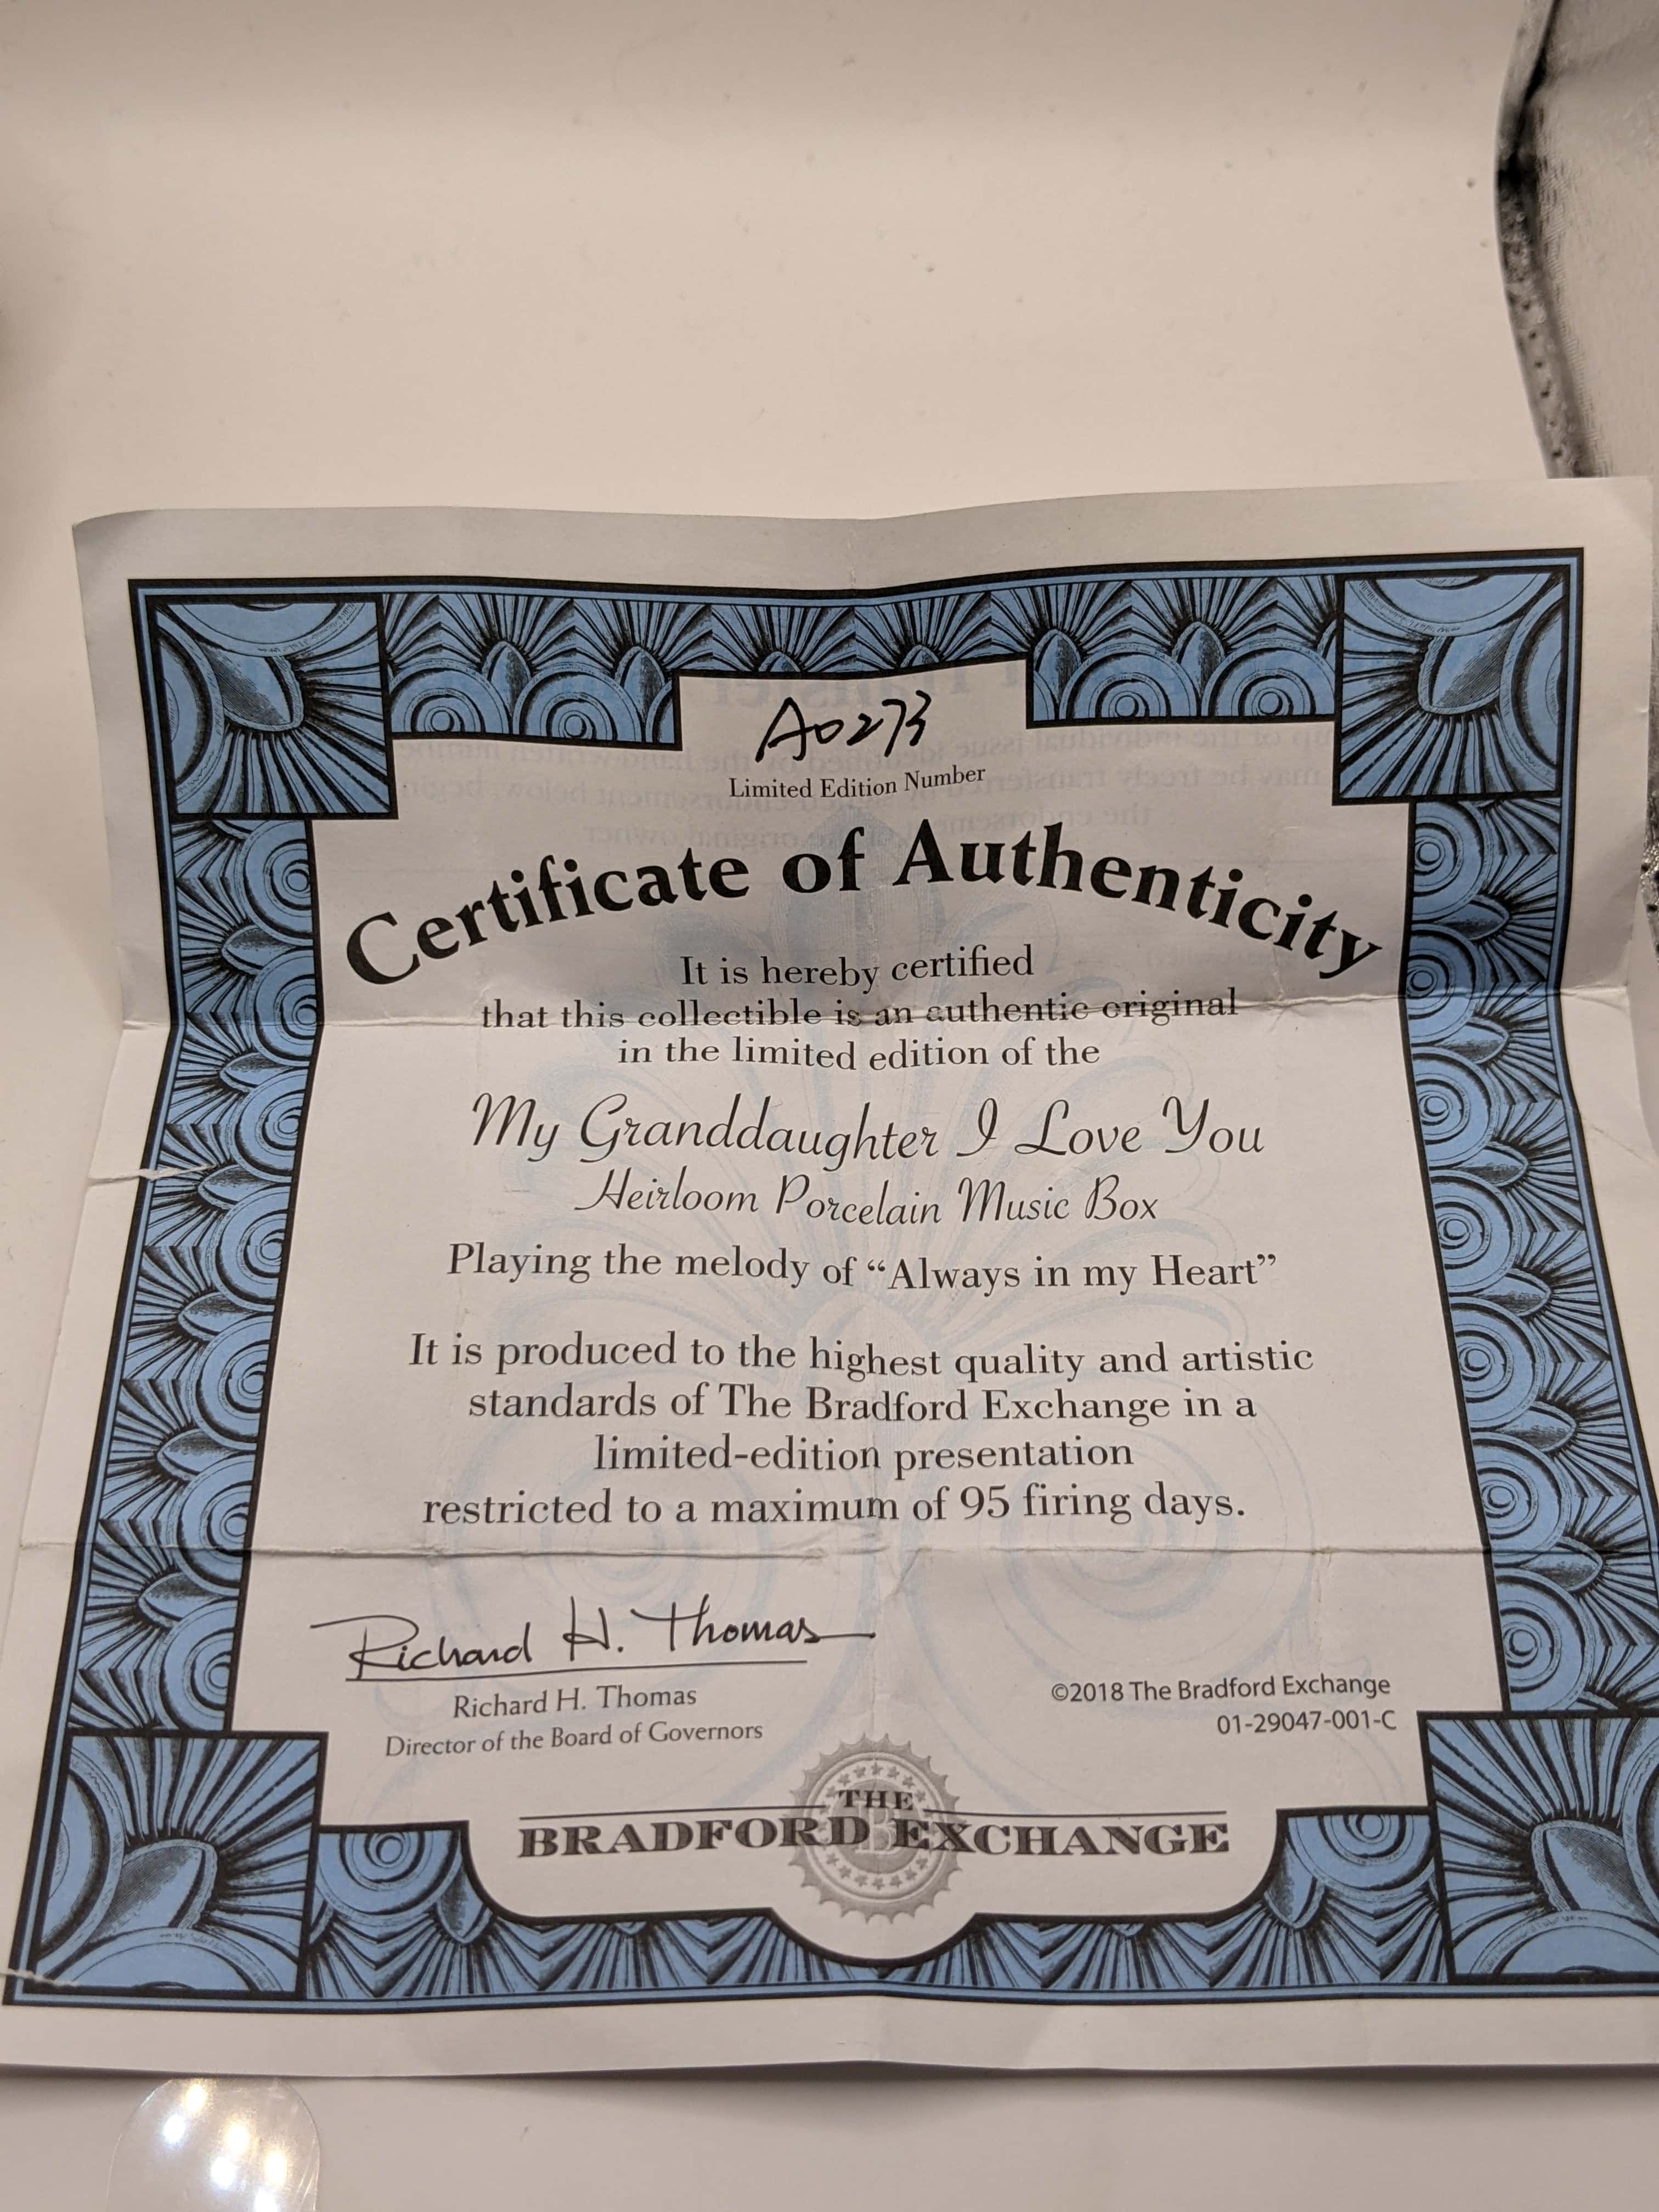 A0273
Limited Edition Number
Certificate of Authenticity
It is hereby certified
that this collectible is an authentic original
in the limited edition of the
My Granddaughter I Love You
Heirloom Porcelain Music Box
Playing the melody of “Always in my Heart”
It is produced to the highest quality and artistic
standards of The Bradford Exchange in a
limited-edition presentation
restricted to a maximum of 95 firing days.
Richard H. Thomas
Richard H. Thomas
Director of the Board of Governors
©2018 The Bradford Exchange
01-29047-001-C
THE
BRADFORD EXCHANGE